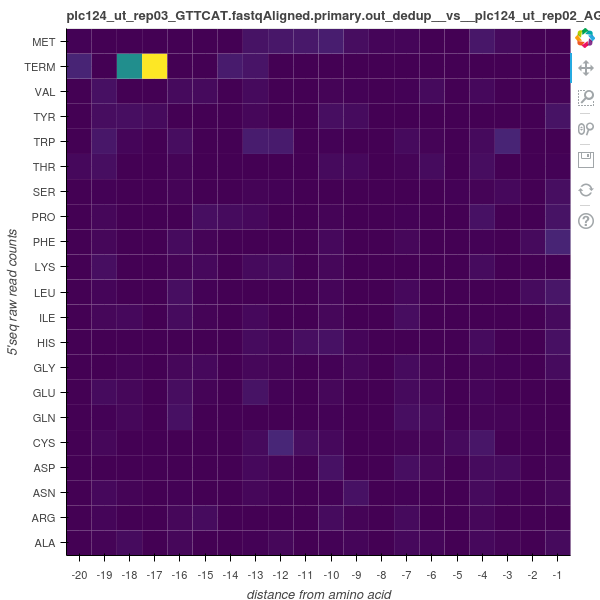 plc124_ut_rep03_GTTCAT.fastqAligned.primary.out_dedup__vs__plc124_ut_rep02_AG
MET
TERM
VAL
TYR
TRP
THR
SER
PRO
PHE
LYS
LEU
ILE
HIS
GLY
GLU
GLN
CYS
ASP
ASN
ARG
ALA
5'seq raw read counts
-20 -19 -18 -17 -16 -15 -14 -13 -12 -11 -10 -9 -8 -7 -6 -5 -4 -3 -2 -1
distance from amino acid